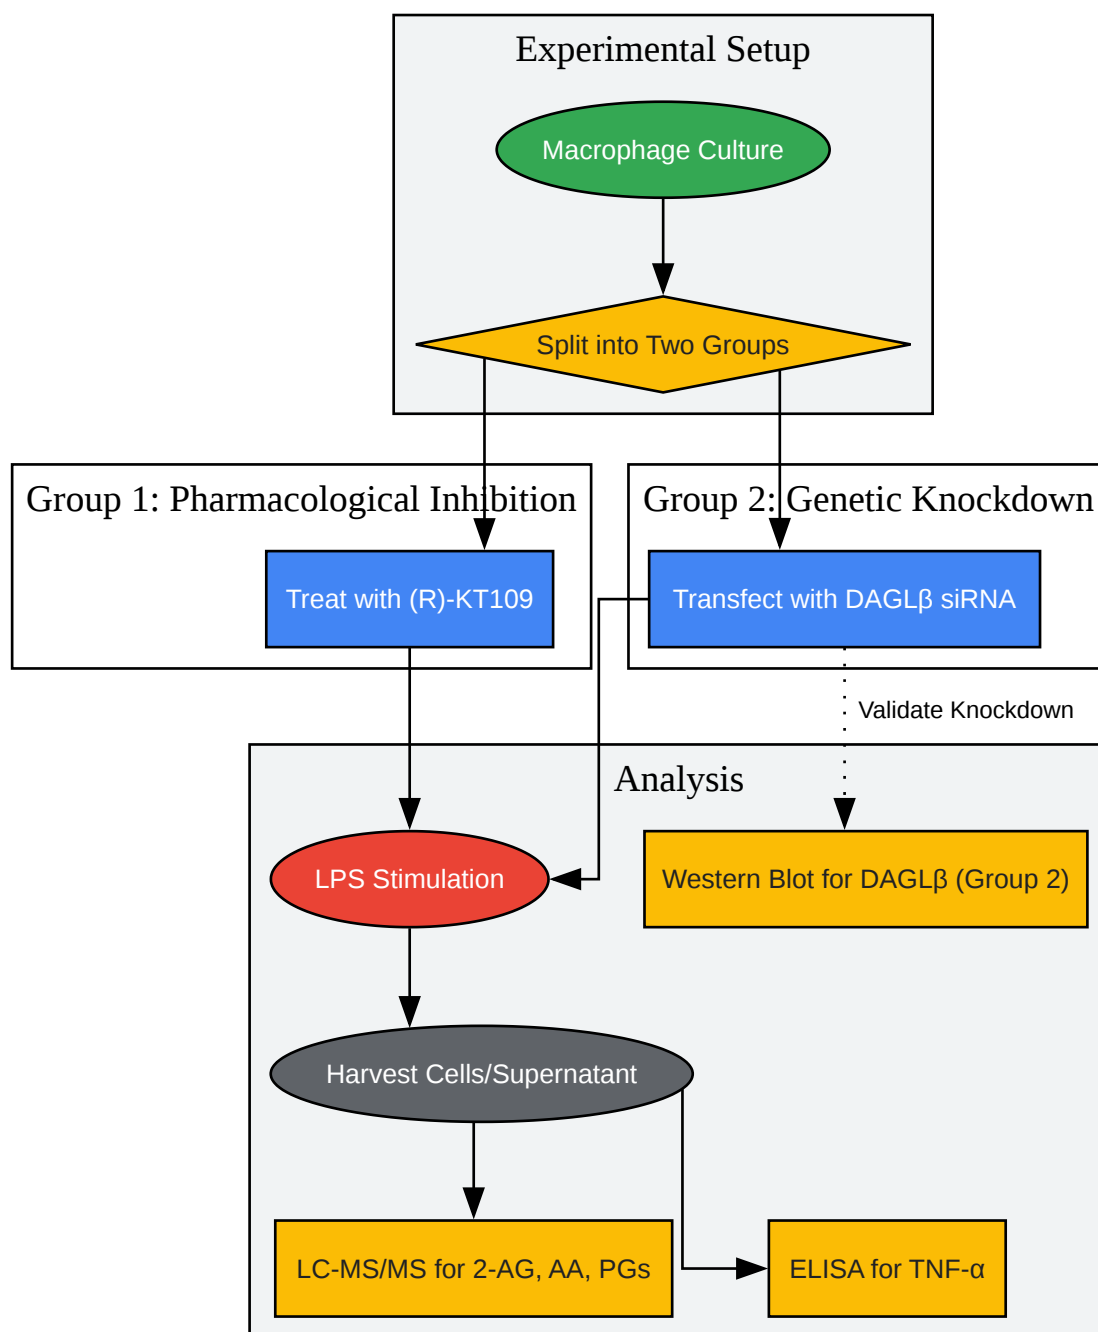 Experimental Setup
Macrophage Culture
Split into Two Groups
Group 1: Pharmacological Inhibition
Group 2: Genetic Knockdown
Treat with (R)-KT109
Transfect with DAGLβ siRNA
Validate Knockdown
Analysis
LPS Stimulation
Western Blot for DAGLβ (Group 2)
Harvest Cells/Supernatant
LC-MS/MS for 2-AG, AA, PGs
ELISA for TNF-α